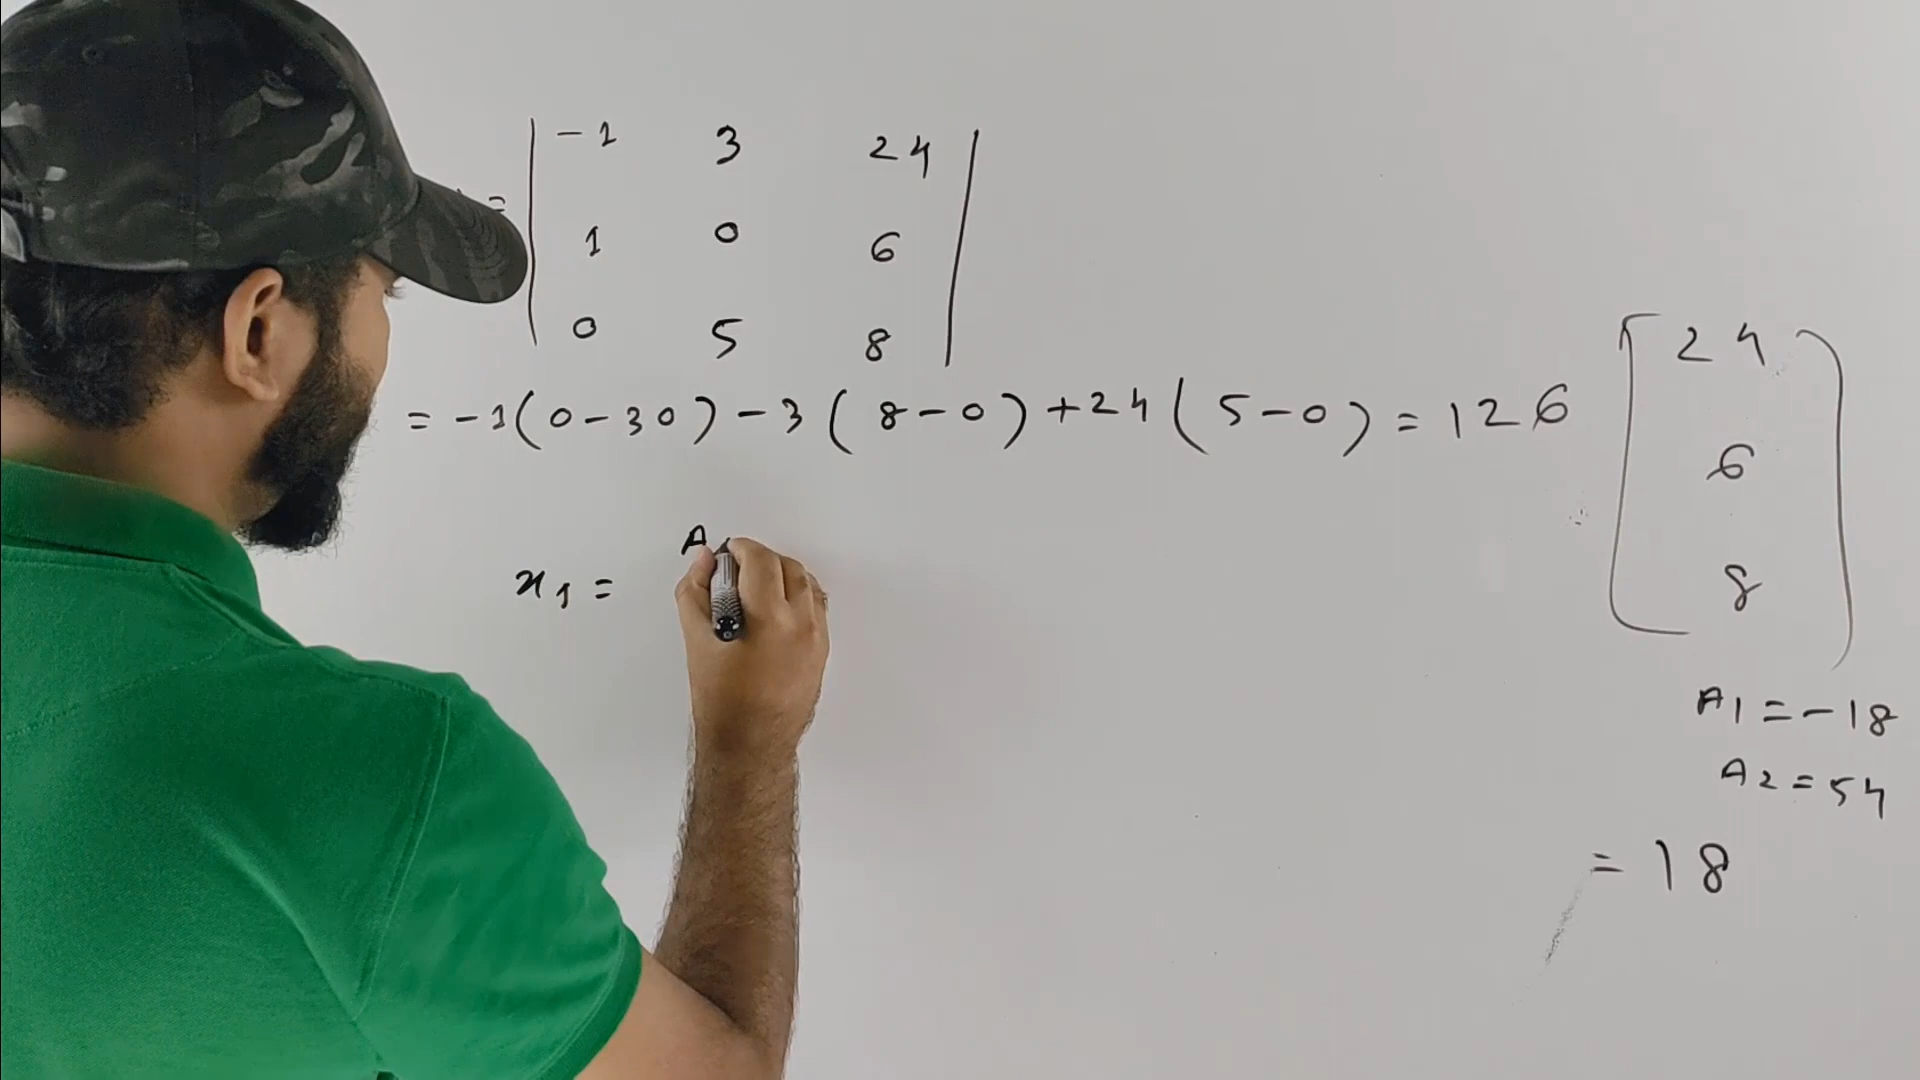 = | -1 3 24 |
1 0 6
0 5 8
= -1(0-30) -3(8-0) +24(5-0) = 126
x₁ = A
[24
6
8]
A1 = -18
A2 = 54
= 18